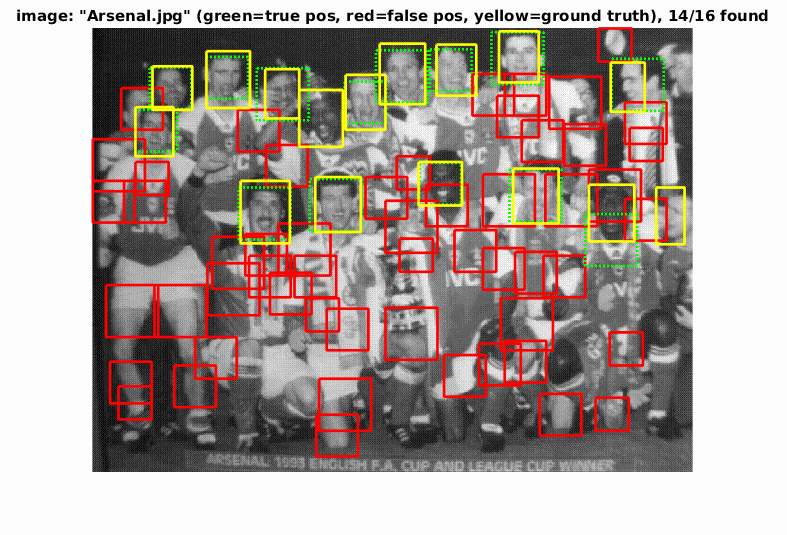 image: "Arsenal.jpg" (green=true pos, red=false pos, yellow=ground truth), 14/16 found
JVC
ARSENAL 1993 ENGLISH F.A. CUP AND LEAGUE CUP WINNER